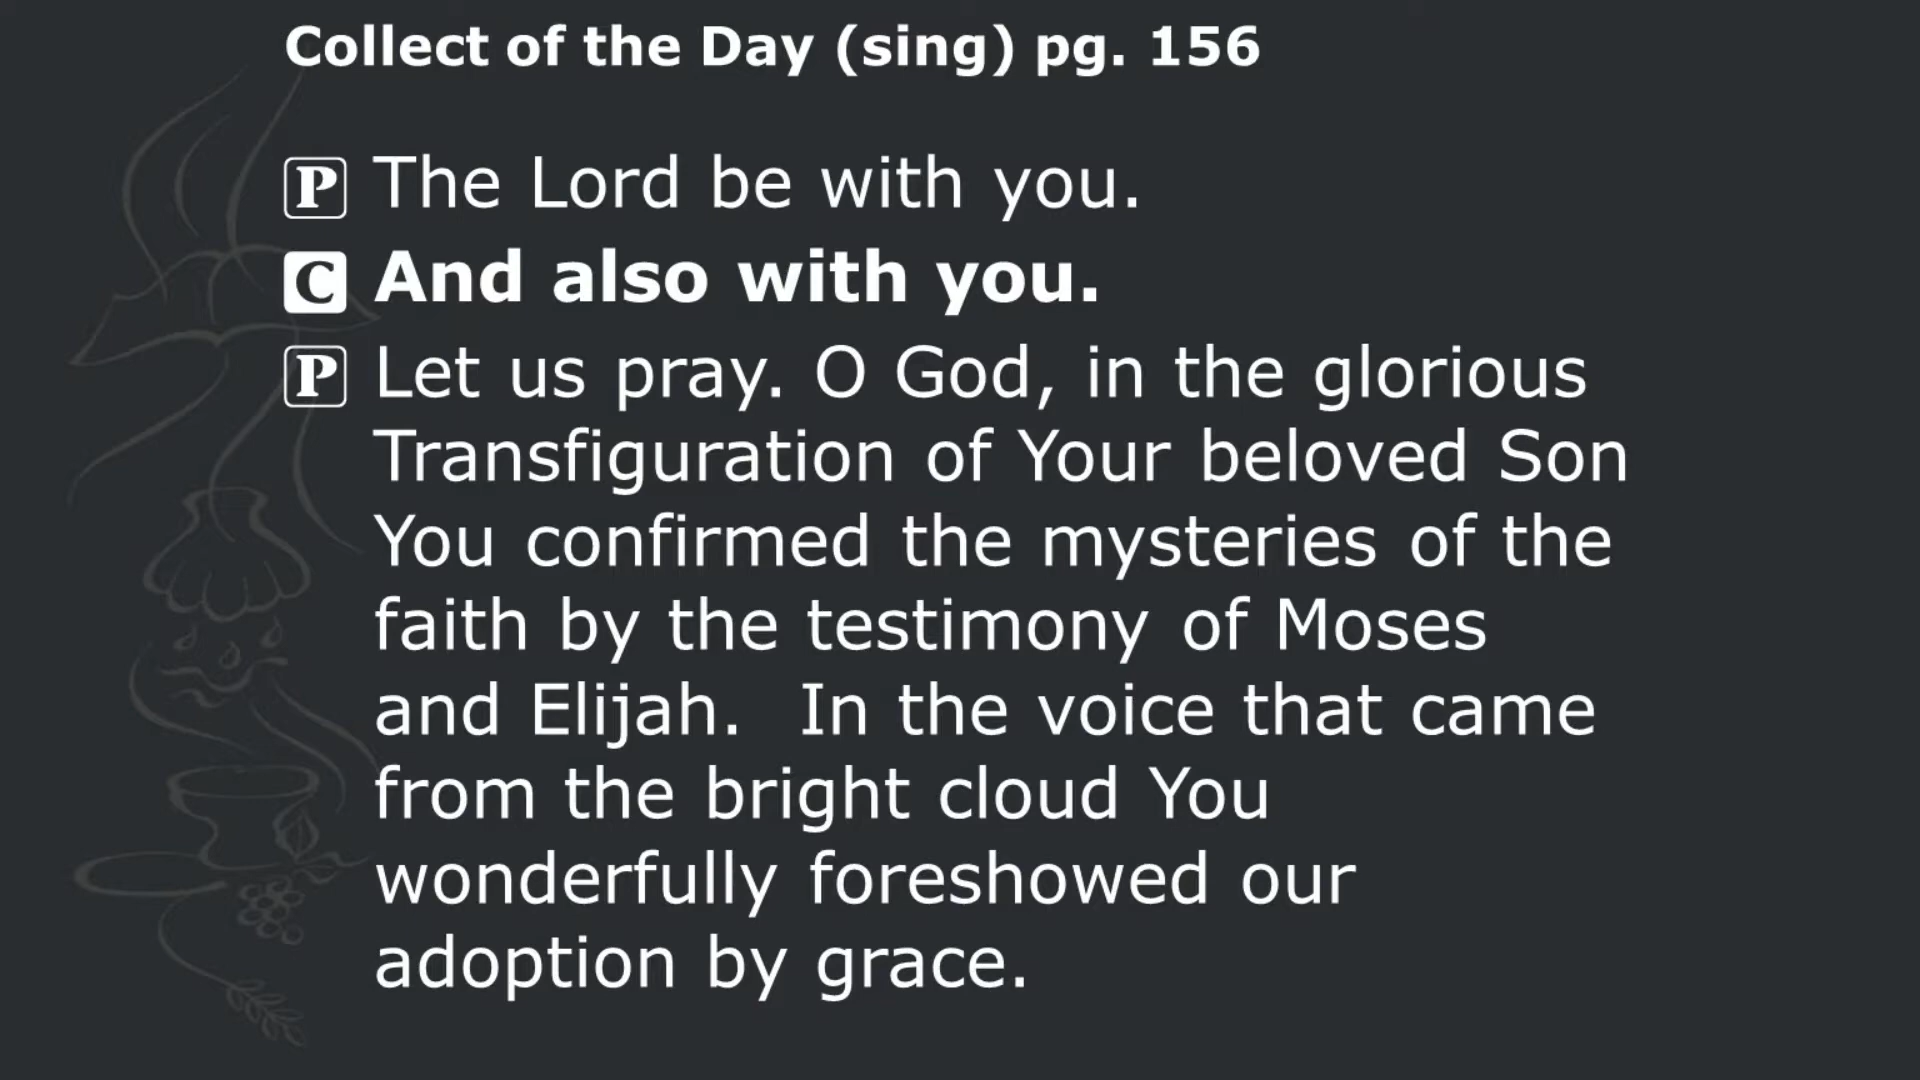 Collect of the Day (sing) pg. 156
P The Lord be with you.
C And also with you.
P Let us pray. O God, in the glorious
Transfiguration of Your beloved Son
You confirmed the mysteries of the
faith by the testimony of Moses
and Elijah.  In the voice that came
from the bright cloud You
wonderfully foreshowed our
adoption by grace.